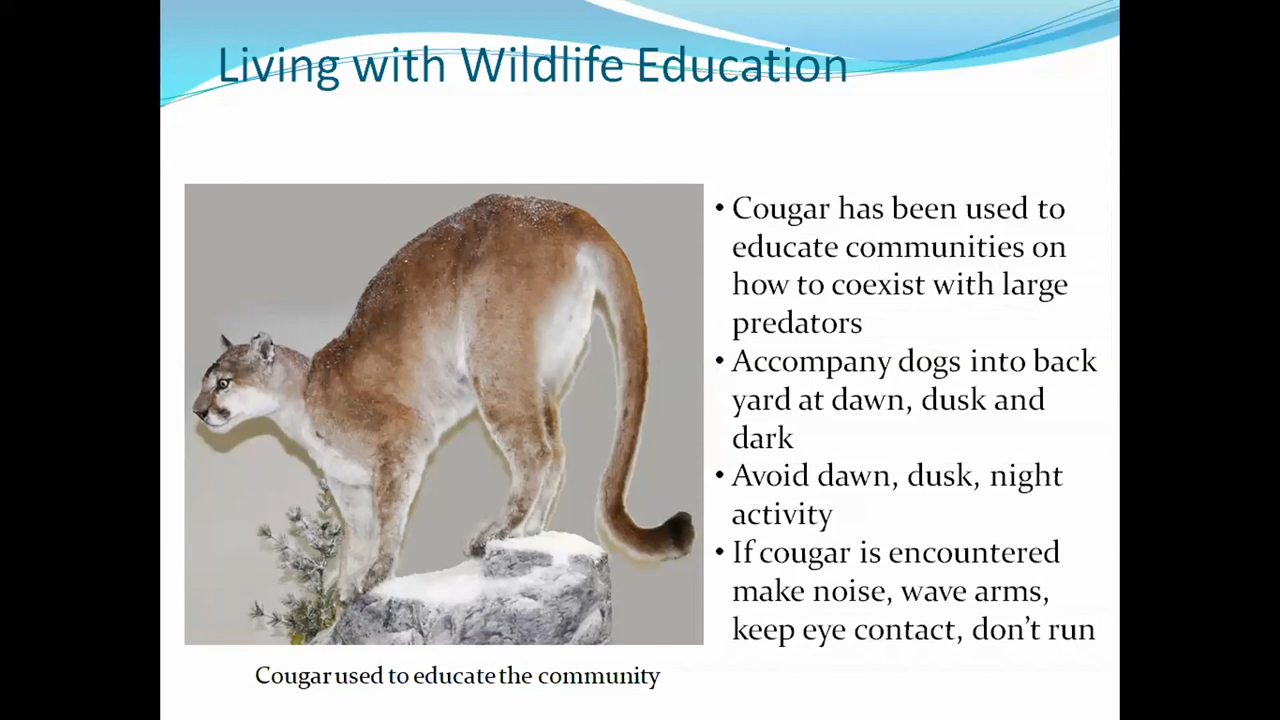 Living with Wildlife Education
• Cougar has been used to
educate communities on
how to coexist with large
predators
• Accompany dogs into back
yard at dawn, dusk and
dark
• Avoid dawn, dusk, night
activity
• If cougar is encountered
make noise, wave arms,
keep eye contact, don’t run
Cougar used to educate the community